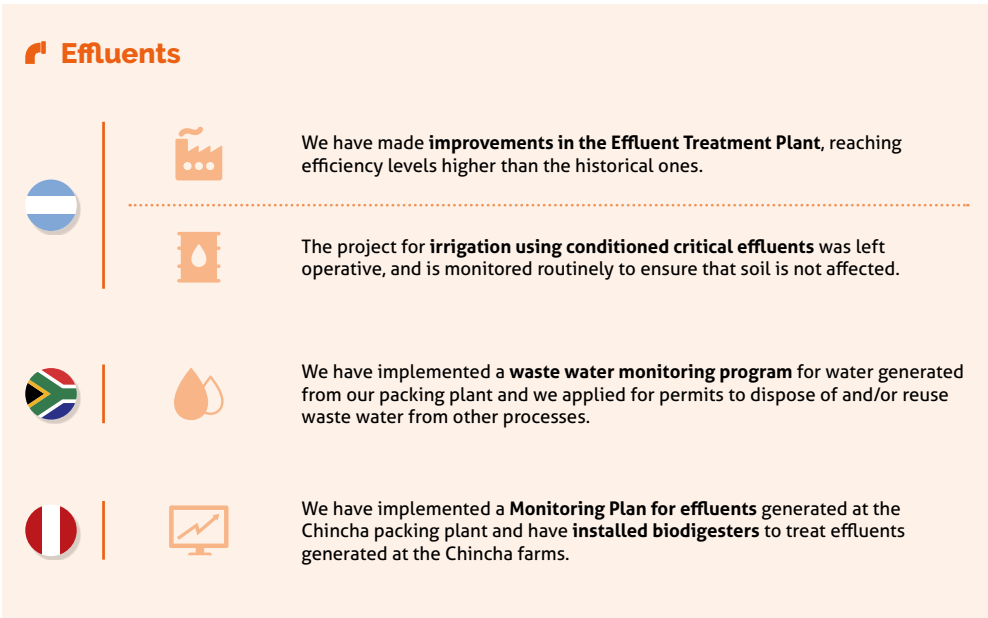 Effluents
We have made improvements in the Effluent Treatment Plant, reaching
efficiency levels higher than the historical ones.
The project for irrigation using conditioned critical effluents was left
operative, and is monitored routinely to ensure that soil is not affected.
We have implemented a waste water monitoring program for water generated
from our packing plant and we applied for permits to dispose of and/or reuse
waste water from other processes.
We have implemented a Monitoring Plan for effluents generated at the
Chincha packing plant and have installed biodigesters to treat effluents
generated at the Chincha farms.